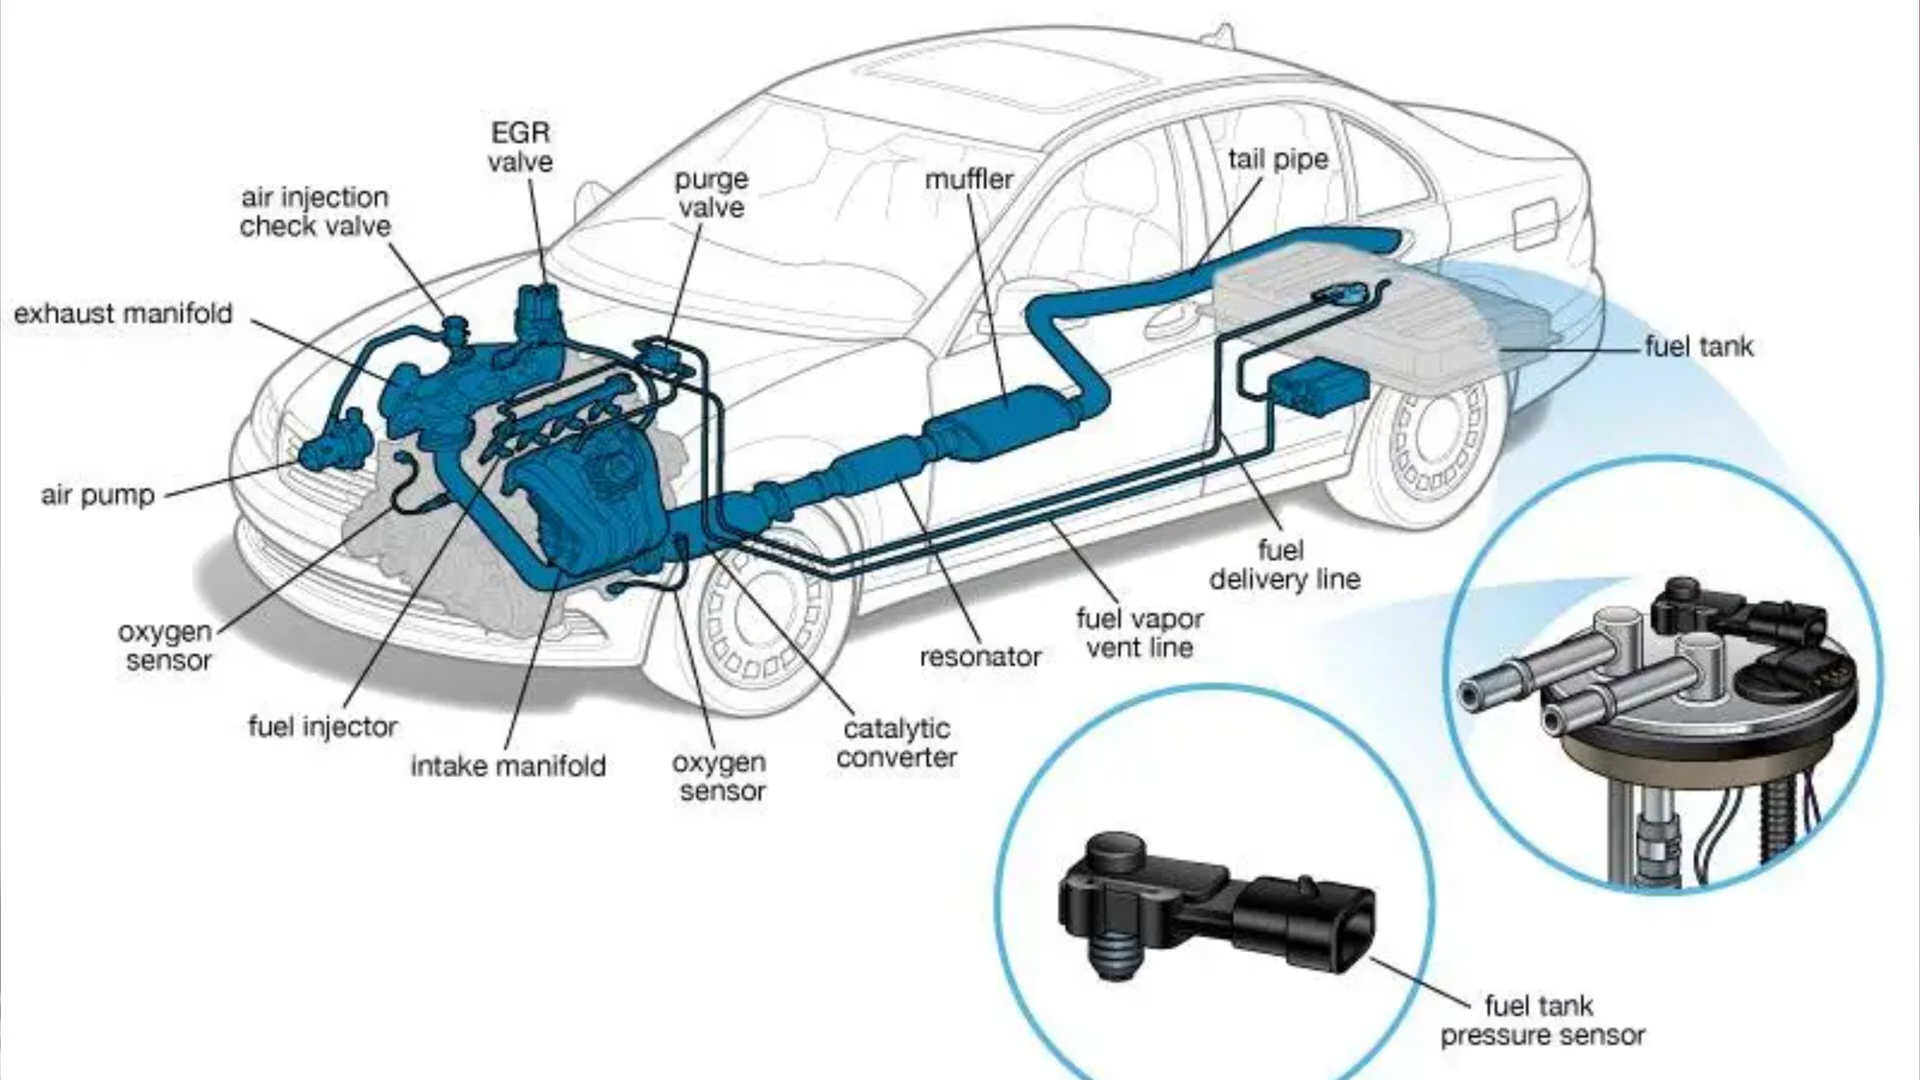 EGR
valve
air injection
check valve
purge
valve
muffler
tail pipe
exhaust manifold
fuel tank
air pump
oxygen
sensor
fuel injector
intake manifold
oxygen
sensor
catalytic
converter
resonator
fuel vapor
vent line
fuel
delivery line
fuel tank
pressure sensor